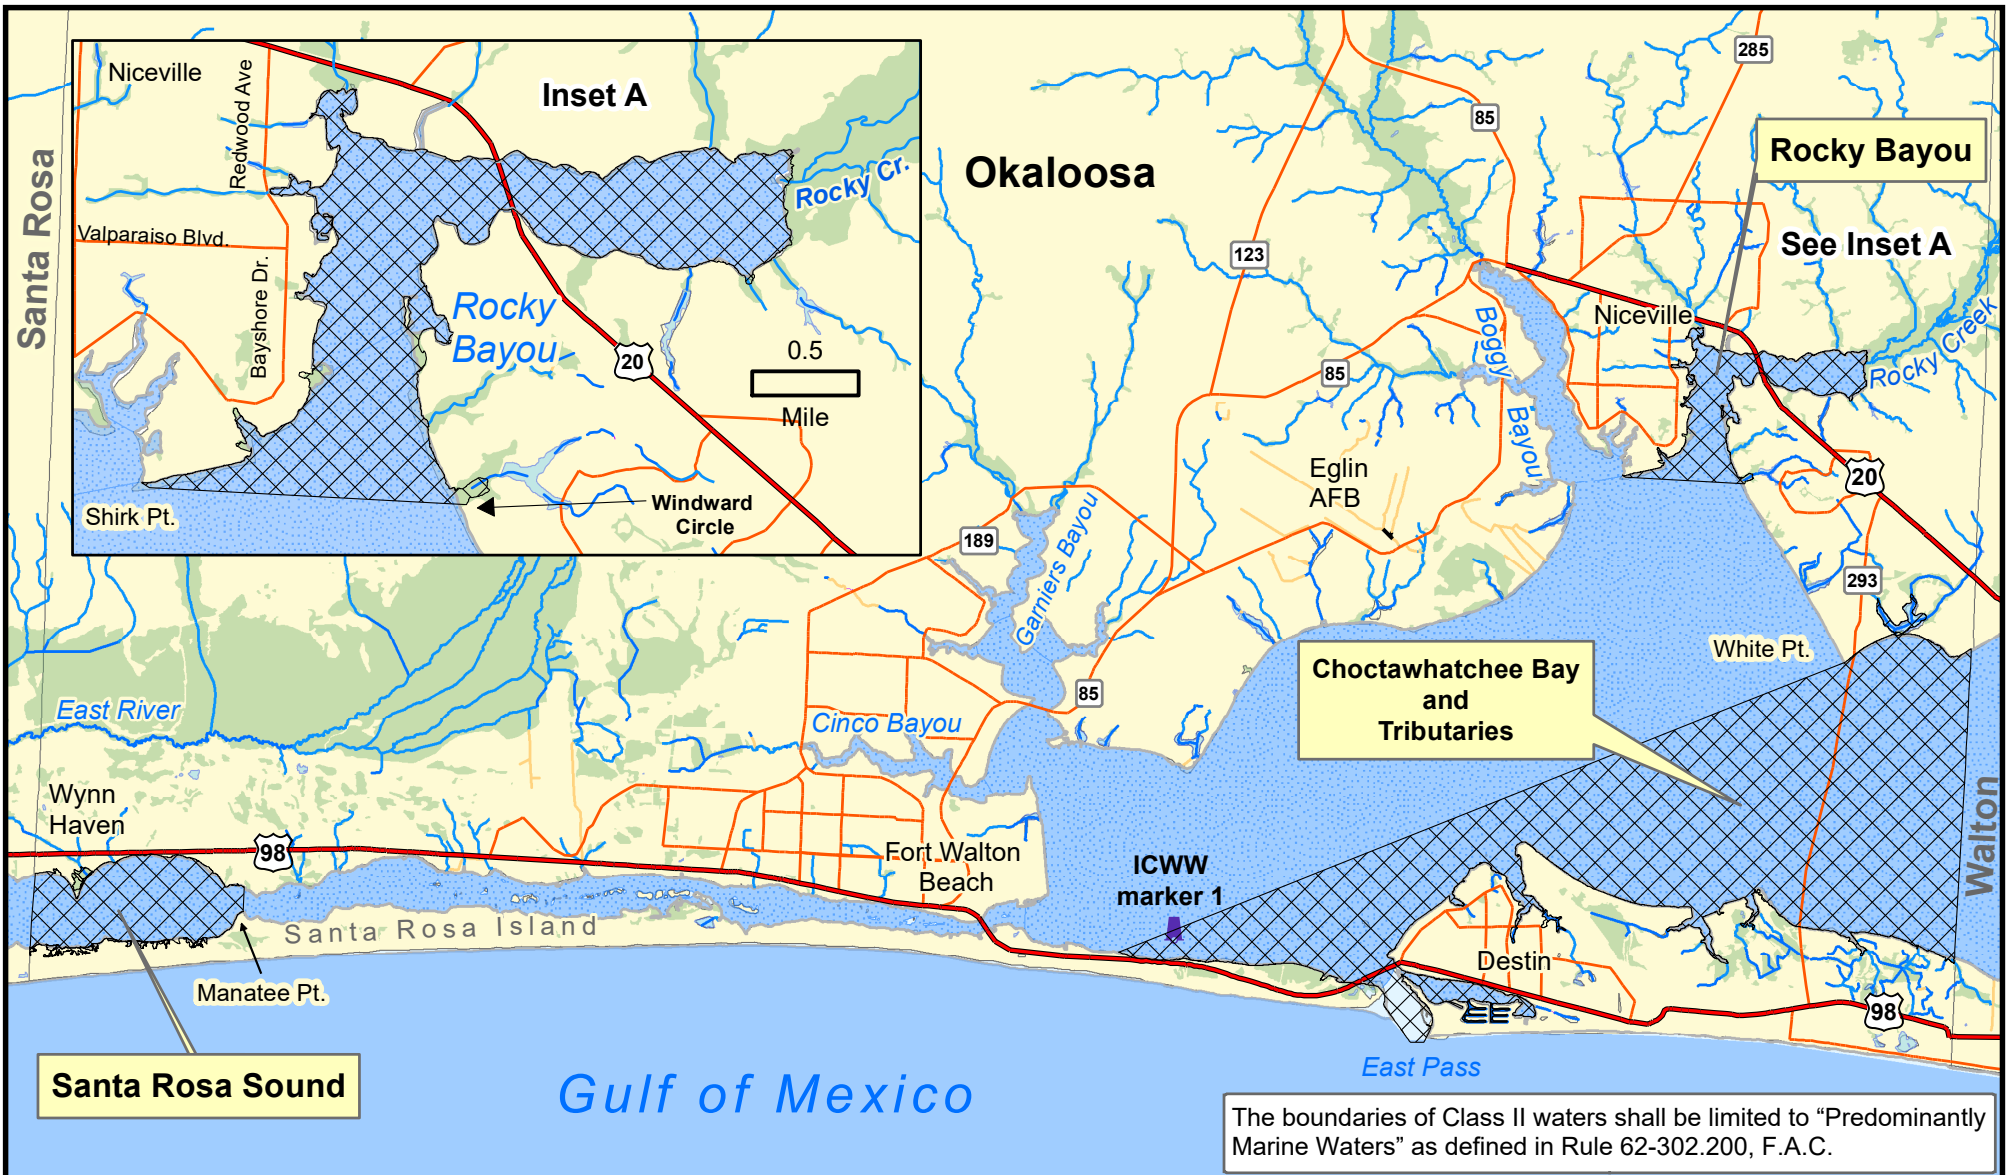 Niceville
Redwood Ave
Inset A
Rocky Cr.
Valparaiso Blvd.
Bayshore Dr.
Rocky
Bayou
20
0.5
Mile
Shirk Pt.
Windward
Circle
Santa Rosa
Okaloosa
285
85
Rocky Bayou
See Inset A
123
Niceville
Boggy
Bayou
Rocky Creek
85
20
Eglin
AFB
189
Garniers Bayou
293
White Pt.
Choctawhatchee Bay
and
Tributaries
85
East River
Cinco Bayou
Wynn
Haven
98
Fort Walton
Beach
ICWW
marker 1
Walton
Santa Rosa Island
Manatee Pt.
Destin
98
Santa Rosa Sound
Gulf of Mexico
East Pass
The boundaries of Class II waters shall be limited to “Predominantly
Marine Waters” as defined in Rule 62-302.200, F.A.C.